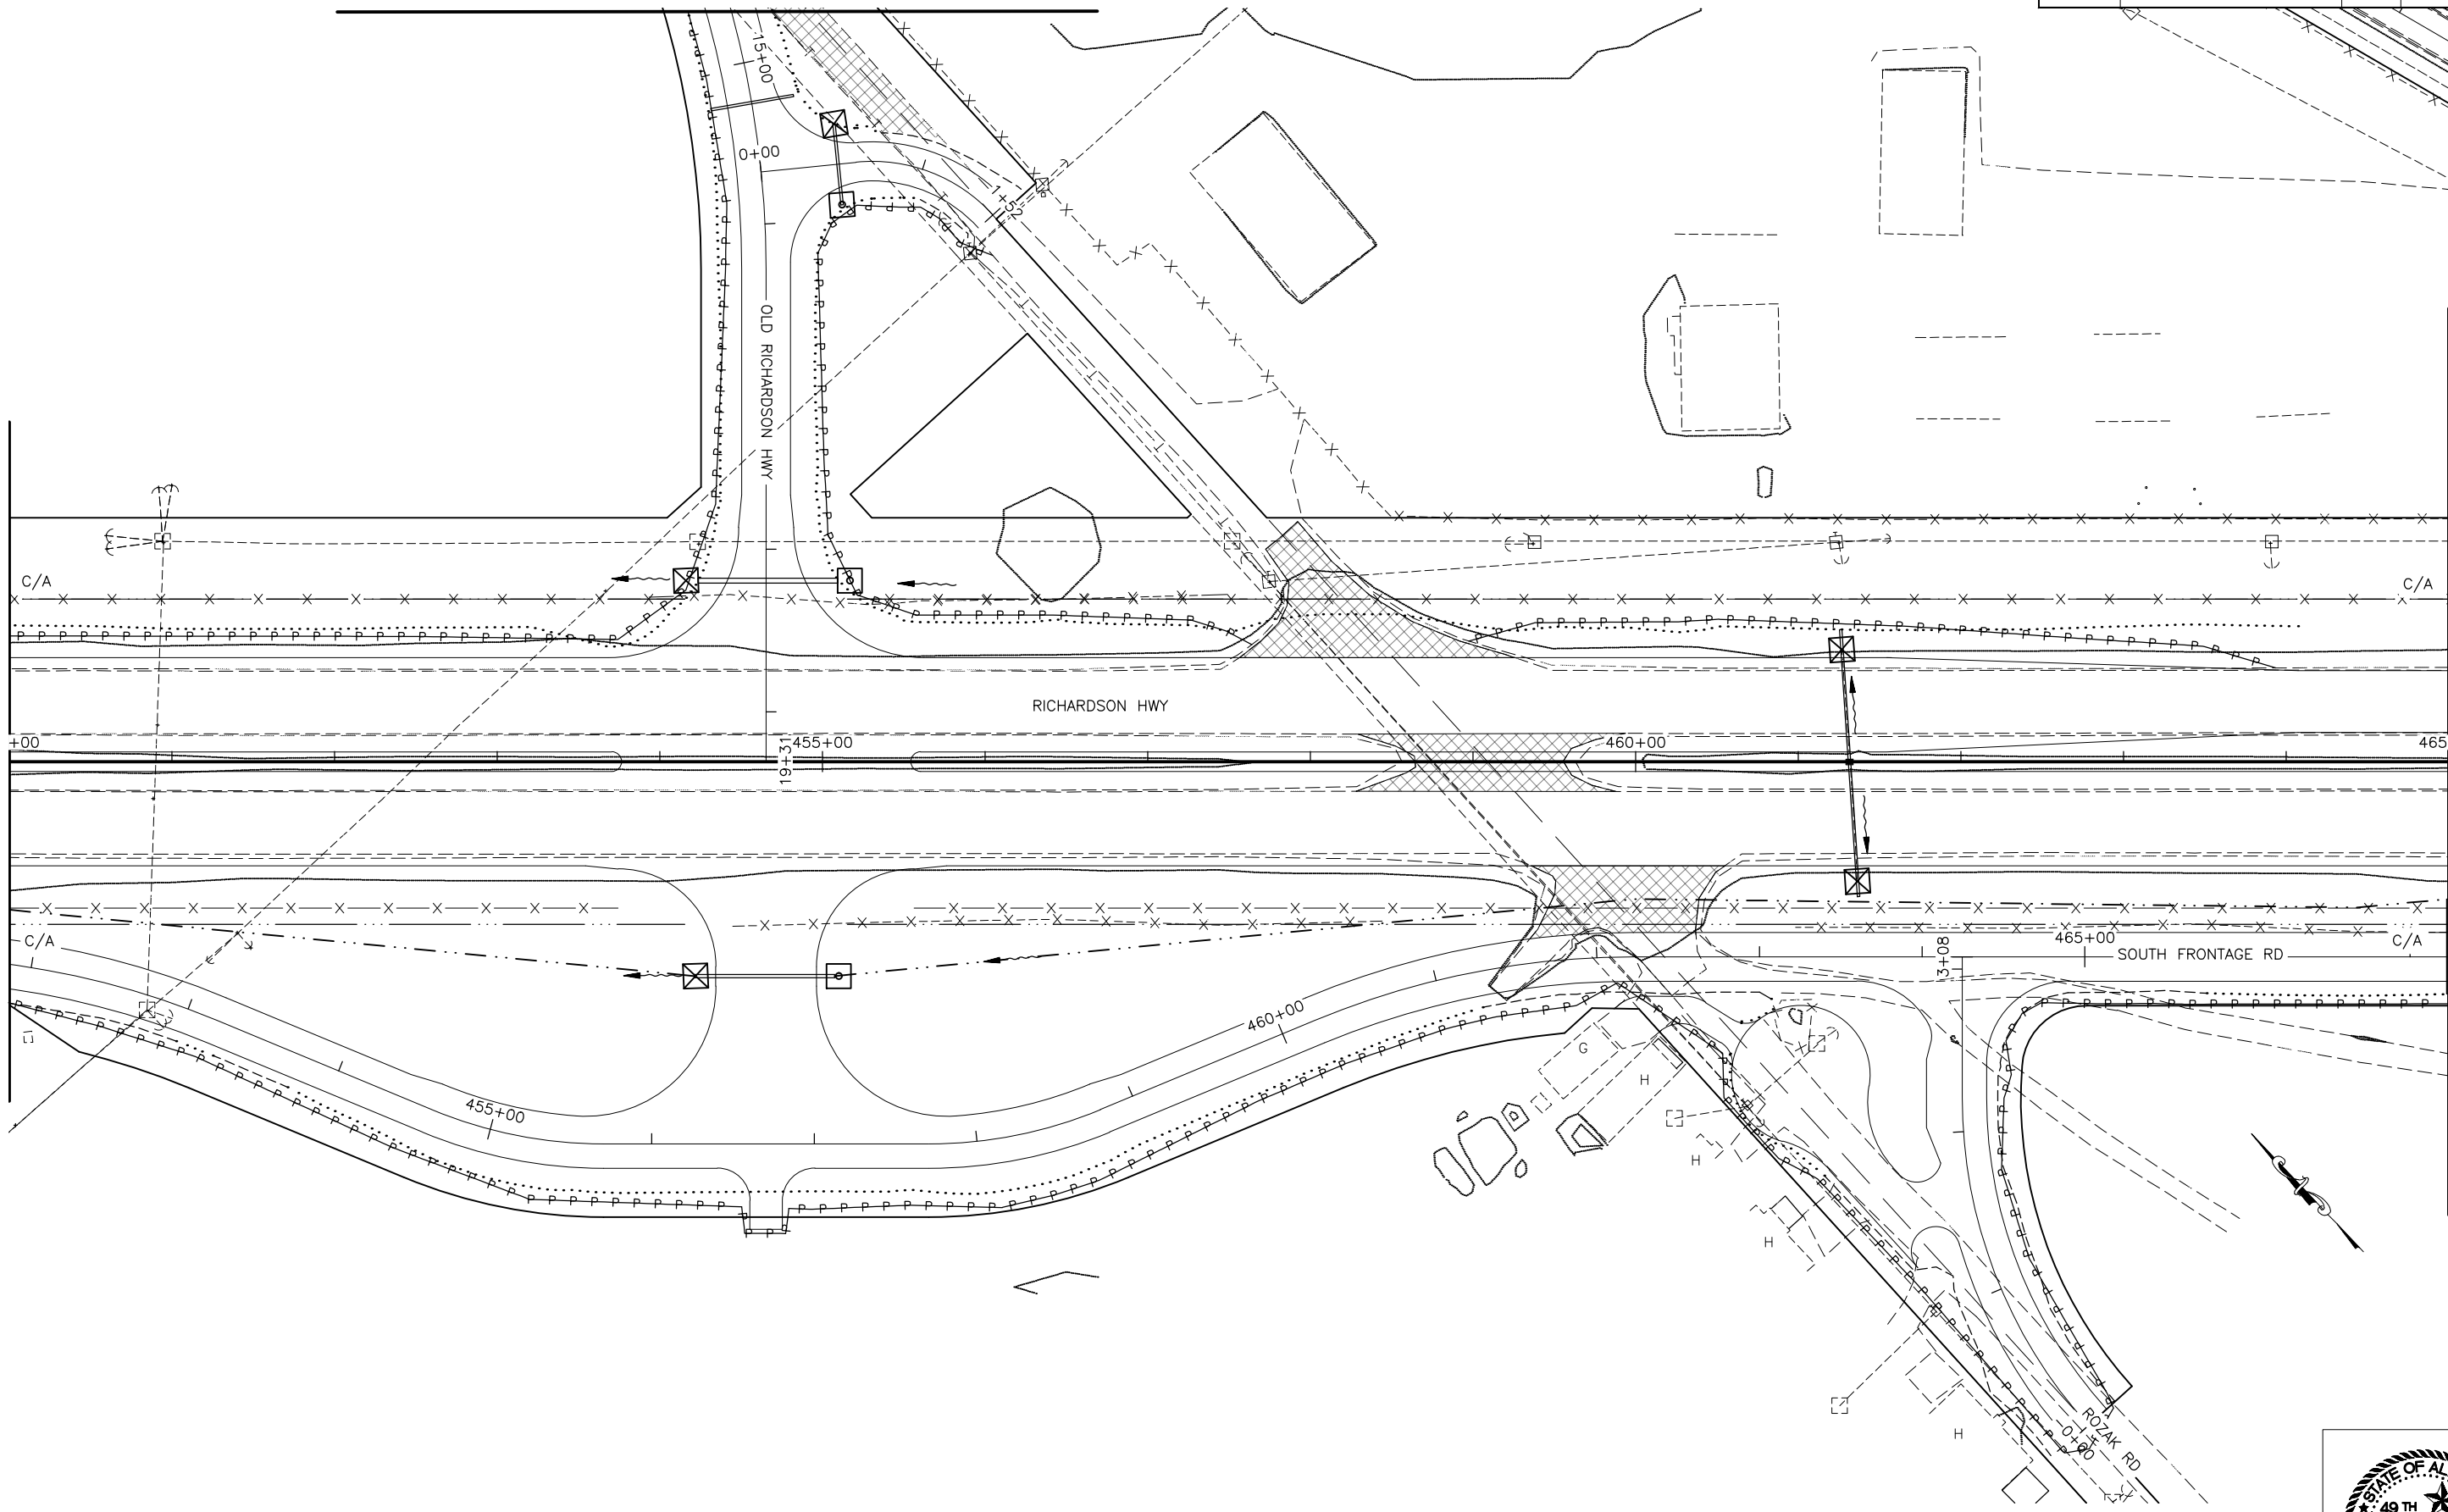 15+00
0+00
1+52
OLD RICHARDSON HWY
C/A
C/A
RICHARDSON HWY
+00
19+31
455+00
460+00
465
C/A
3+08
465+00
C/A
SOUTH FRONTAGE RD
460+00
455+00
G
H
H
H
H
ROZAK RD
0+00
STATE OF AL
49 TH